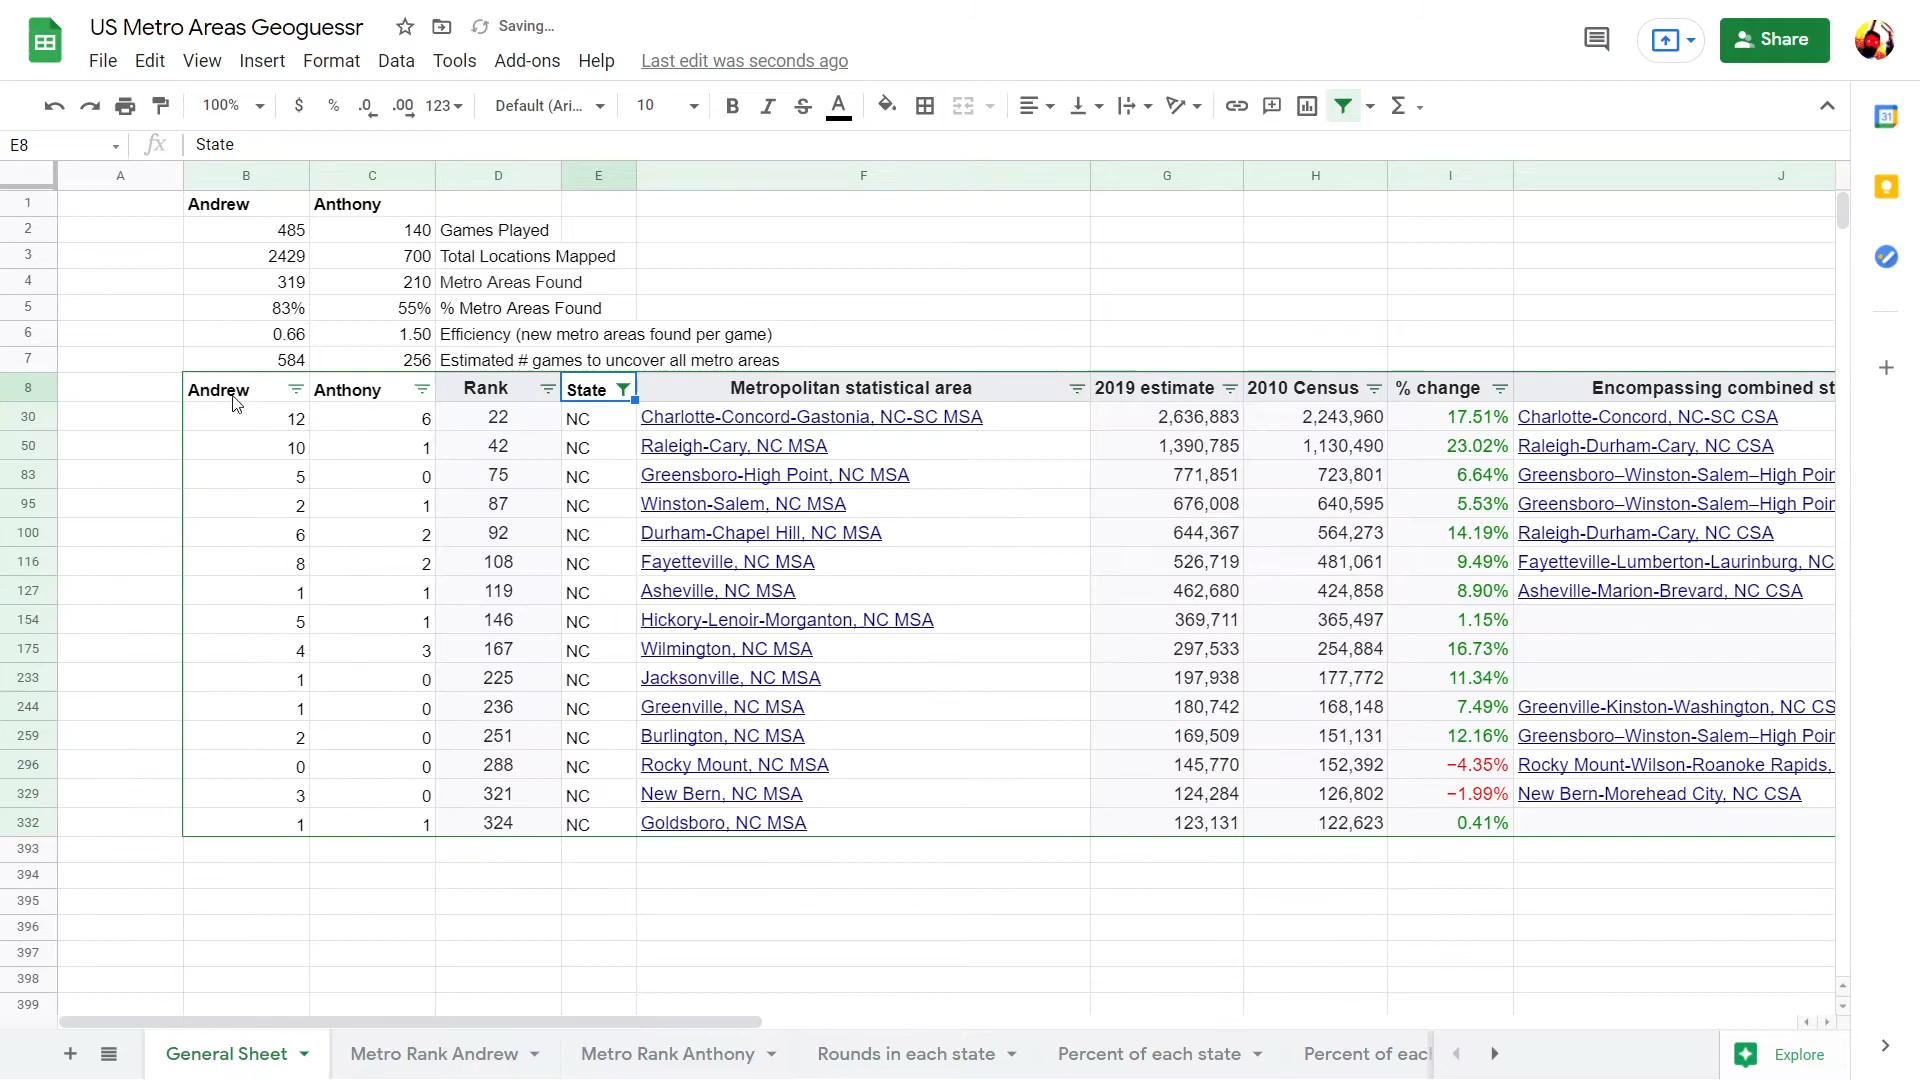 US Metro Areas Geoguessr Saving...
File Edit View Insert Format Data Tools Add-ons Help Last edit was seconds ago
Share
100% $ % .0 .00 123 Default (Ari... 10 B I S A
31
E8 fx State
A B C D E F G H I J
1 Andrew Anthony
2 485 140 Games Played
3 2429 700 Total Locations Mapped
4 319 210 Metro Areas Found
5 83% 55% % Metro Areas Found
6 0.66 1.50 Efficiency (new metro areas found per game)
7 584 256 Estimated # games to uncover all metro areas
8 Andrew Anthony Rank State Metropolitan statistical area 2019 estimate 2010 Census % change Encompassing combined st
30 12 6 22 NC Charlotte-Concord-Gastonia, NC-SC MSA 2,636,883 2,243,960 17.51% Charlotte-Concord, NC-SC CSA
50 10 1 42 NC Raleigh-Cary, NC MSA 1,390,785 1,130,490 23.02% Raleigh-Durham-Cary, NC CSA
83 5 0 75 NC Greensboro-High Point, NC MSA 771,851 723,801 6.64% Greensboro–Winston-Salem–High Poin
95 2 1 87 NC Winston-Salem, NC MSA 676,008 640,595 5.53% Greensboro–Winston-Salem–High Poin
100 6 2 92 NC Durham-Chapel Hill, NC MSA 644,367 564,273 14.19% Raleigh-Durham-Cary, NC CSA
116 8 2 108 NC Fayetteville, NC MSA 526,719 481,061 9.49% Fayetteville-Lumberton-Laurinburg, NC
127 1 1 119 NC Asheville, NC MSA 462,680 424,858 8.90% Asheville-Marion-Brevard, NC CSA
154 5 1 146 NC Hickory-Lenoir-Morganton, NC MSA 369,711 365,497 1.15%
175 4 3 167 NC Wilmington, NC MSA 297,533 254,884 16.73%
233 1 0 225 NC Jacksonville, NC MSA 197,938 177,772 11.34%
244 1 0 236 NC Greenville, NC MSA 180,742 168,148 7.49% Greenville-Kinston-Washington, NC CS
259 2 0 251 NC Burlington, NC MSA 169,509 151,131 12.16% Greensboro–Winston-Salem–High Poin
296 0 0 288 NC Rocky Mount, NC MSA 145,770 152,392 −4.35% Rocky Mount-Wilson-Roanoke Rapids,
329 3 0 321 NC New Bern, NC MSA 124,284 126,802 −1.99% New Bern-Morehead City, NC CSA
332 1 1 324 NC Goldsboro, NC MSA 123,131 122,623 0.41%
393
394
395
396
397
398
399
General Sheet Metro Rank Andrew Metro Rank Anthony Rounds in each state Percent of each state Percent of eacl Explore